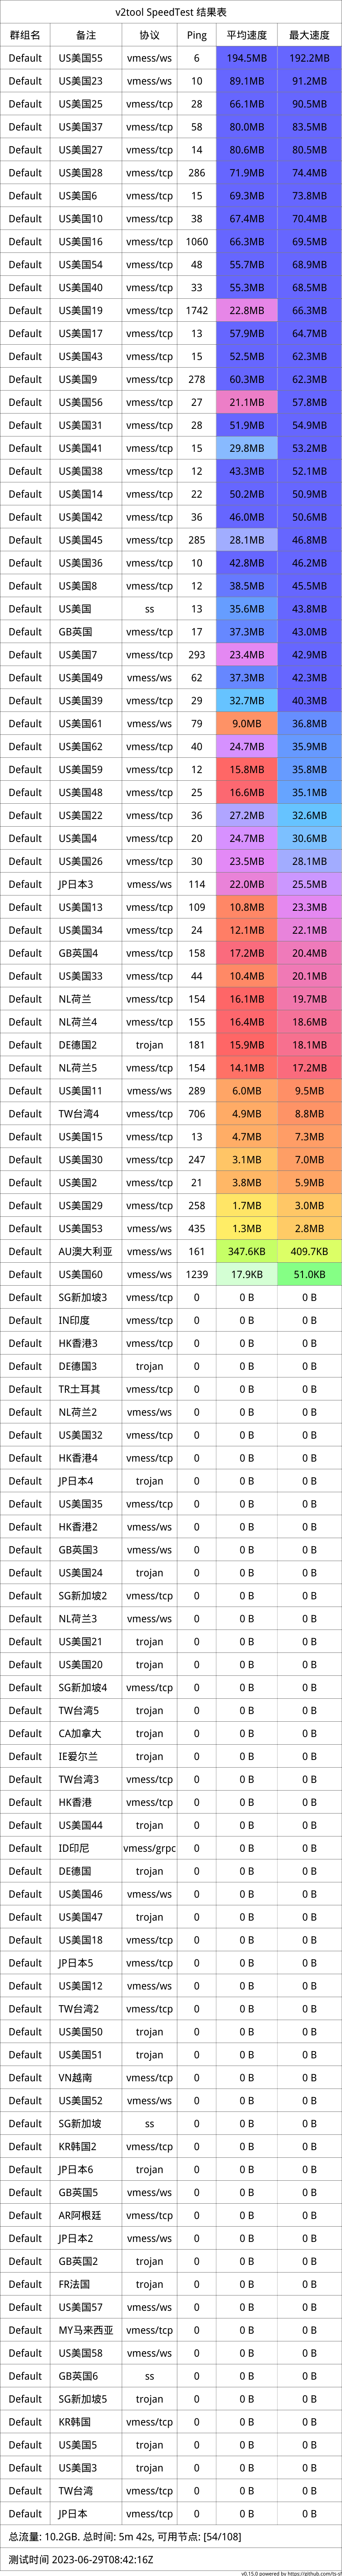 v2tool SpeedTest 结果表
群组名 备注 协议 Ping 平均速度 最大速度
Default US美国55 vmess/ws 6 194.5MB 192.2MB
Default US美国23 vmess/ws 10 89.1MB 91.2MB
Default US美国25 vmess/tcp 28 66.1MB 90.5MB
Default US美国37 vmess/tcp 58 80.0MB 83.5MB
Default US美国27 vmess/tcp 14 80.6MB 80.5MB
Default US美国28 vmess/tcp 286 71.9MB 74.4MB
Default US美国6 vmess/tcp 15 69.3MB 73.8MB
Default US美国10 vmess/tcp 38 67.4MB 70.4MB
Default US美国16 vmess/tcp 1060 66.3MB 69.5MB
Default US美国54 vmess/tcp 48 55.7MB 68.9MB
Default US美国40 vmess/tcp 33 55.3MB 68.5MB
Default US美国19 vmess/tcp 1742 22.8MB 66.3MB
Default US美国17 vmess/tcp 13 57.9MB 64.7MB
Default US美国43 vmess/tcp 15 52.5MB 62.3MB
Default US美国9 vmess/tcp 278 60.3MB 62.3MB
Default US美国56 vmess/tcp 27 21.1MB 57.8MB
Default US美国31 vmess/tcp 28 51.9MB 54.9MB
Default US美国41 vmess/tcp 15 29.8MB 53.2MB
Default US美国38 vmess/tcp 12 43.3MB 52.1MB
Default US美国14 vmess/tcp 22 50.2MB 50.9MB
Default US美国42 vmess/tcp 36 46.0MB 50.6MB
Default US美国45 vmess/tcp 285 28.1MB 46.8MB
Default US美国36 vmess/tcp 10 42.8MB 46.2MB
Default US美国8 vmess/tcp 12 38.5MB 45.5MB
Default US美国 ss 13 35.6MB 43.8MB
Default GB英国 vmess/tcp 17 37.3MB 43.0MB
Default US美国7 vmess/tcp 293 23.4MB 42.9MB
Default US美国49 vmess/ws 62 37.3MB 42.3MB
Default US美国39 vmess/tcp 29 32.7MB 40.3MB
Default US美国61 vmess/ws 79 9.0MB 36.8MB
Default US美国62 vmess/tcp 40 24.7MB 35.9MB
Default US美国59 vmess/tcp 12 15.8MB 35.8MB
Default US美国48 vmess/tcp 25 16.6MB 35.1MB
Default US美国22 vmess/tcp 36 27.2MB 32.6MB
Default US美国4 vmess/tcp 20 24.7MB 30.6MB
Default US美国26 vmess/tcp 30 23.5MB 28.1MB
Default JP日本3 vmess/ws 114 22.0MB 25.5MB
Default US美国13 vmess/tcp 109 10.8MB 23.3MB
Default US美国34 vmess/tcp 24 12.1MB 22.1MB
Default GB英国4 vmess/tcp 158 17.2MB 20.4MB
Default US美国33 vmess/tcp 44 10.4MB 20.1MB
Default NL荷兰 vmess/tcp 154 16.1MB 19.7MB
Default NL荷兰4 vmess/tcp 155 16.4MB 18.6MB
Default DE德国2 trojan 181 15.9MB 18.1MB
Default NL荷兰5 vmess/tcp 154 14.1MB 17.2MB
Default US美国11 vmess/ws 289 6.0MB 9.5MB
Default TW台湾4 vmess/tcp 706 4.9MB 8.8MB
Default US美国15 vmess/tcp 13 4.7MB 7.3MB
Default US美国30 vmess/tcp 247 3.1MB 7.0MB
Default US美国2 vmess/tcp 21 3.8MB 5.9MB
Default US美国29 vmess/tcp 258 1.7MB 3.0MB
Default US美国53 vmess/ws 435 1.3MB 2.8MB
Default AU澳大利亚 vmess/ws 161 347.6KB 409.7KB
Default US美国60 vmess/ws 1239 17.9KB 51.0KB
Default SG新加坡3 vmess/tcp 0 0 B 0 B
Default IN印度 vmess/tcp 0 0 B 0 B
Default HK香港3 vmess/tcp 0 0 B 0 B
Default DE德国3 trojan 0 0 B 0 B
Default TR土耳其 vmess/tcp 0 0 B 0 B
Default NL荷兰2 vmess/ws 0 0 B 0 B
Default US美国32 vmess/tcp 0 0 B 0 B
Default HK香港4 vmess/tcp 0 0 B 0 B
Default JP日本4 trojan 0 0 B 0 B
Default US美国35 vmess/tcp 0 0 B 0 B
Default HK香港2 vmess/ws 0 0 B 0 B
Default GB英国3 vmess/ws 0 0 B 0 B
Default US美国24 trojan 0 0 B 0 B
Default SG新加坡2 vmess/tcp 0 0 B 0 B
Default NL荷兰3 vmess/ws 0 0 B 0 B
Default US美国21 trojan 0 0 B 0 B
Default US美国20 trojan 0 0 B 0 B
Default SG新加坡4 vmess/tcp 0 0 B 0 B
Default TW台湾5 trojan 0 0 B 0 B
Default CA加拿大 trojan 0 0 B 0 B
Default IE爱尔兰 trojan 0 0 B 0 B
Default TW台湾3 vmess/tcp 0 0 B 0 B
Default HK香港 vmess/tcp 0 0 B 0 B
Default US美国44 trojan 0 0 B 0 B
Default ID印尼 vmess/grpc 0 0 B 0 B
Default DE德国 trojan 0 0 B 0 B
Default US美国46 vmess/ws 0 0 B 0 B
Default US美国47 trojan 0 0 B 0 B
Default US美国18 vmess/tcp 0 0 B 0 B
Default JP日本5 vmess/tcp 0 0 B 0 B
Default US美国12 vmess/ws 0 0 B 0 B
Default TW台湾2 vmess/tcp 0 0 B 0 B
Default US美国50 trojan 0 0 B 0 B
Default US美国51 trojan 0 0 B 0 B
Default VN越南 vmess/tcp 0 0 B 0 B
Default US美国52 vmess/ws 0 0 B 0 B
Default SG新加坡 ss 0 0 B 0 B
Default KR韩国2 vmess/tcp 0 0 B 0 B
Default JP日本6 trojan 0 0 B 0 B
Default GB英国5 vmess/ws 0 0 B 0 B
Default AR阿根廷 vmess/tcp 0 0 B 0 B
Default JP日本2 vmess/ws 0 0 B 0 B
Default GB英国2 trojan 0 0 B 0 B
Default FR法国 trojan 0 0 B 0 B
Default US美国57 vmess/ws 0 0 B 0 B
Default MY马来西亚 vmess/tcp 0 0 B 0 B
Default US美国58 vmess/ws 0 0 B 0 B
Default GB英国6 ss 0 0 B 0 B
Default SG新加坡5 trojan 0 0 B 0 B
Default KR韩国 vmess/tcp 0 0 B 0 B
Default US美国5 trojan 0 0 B 0 B
Default US美国3 trojan 0 0 B 0 B
Default TW台湾 vmess/tcp 0 0 B 0 B
Default JP日本 vmess/tcp 0 0 B 0 B
总流量: 10.2GB. 总时间: 5m 42s, 可用节点: [54/108]
测试时间 2023-06-29T08:42:16Z
v0.15.0 powered by https://github.com/ts-sf